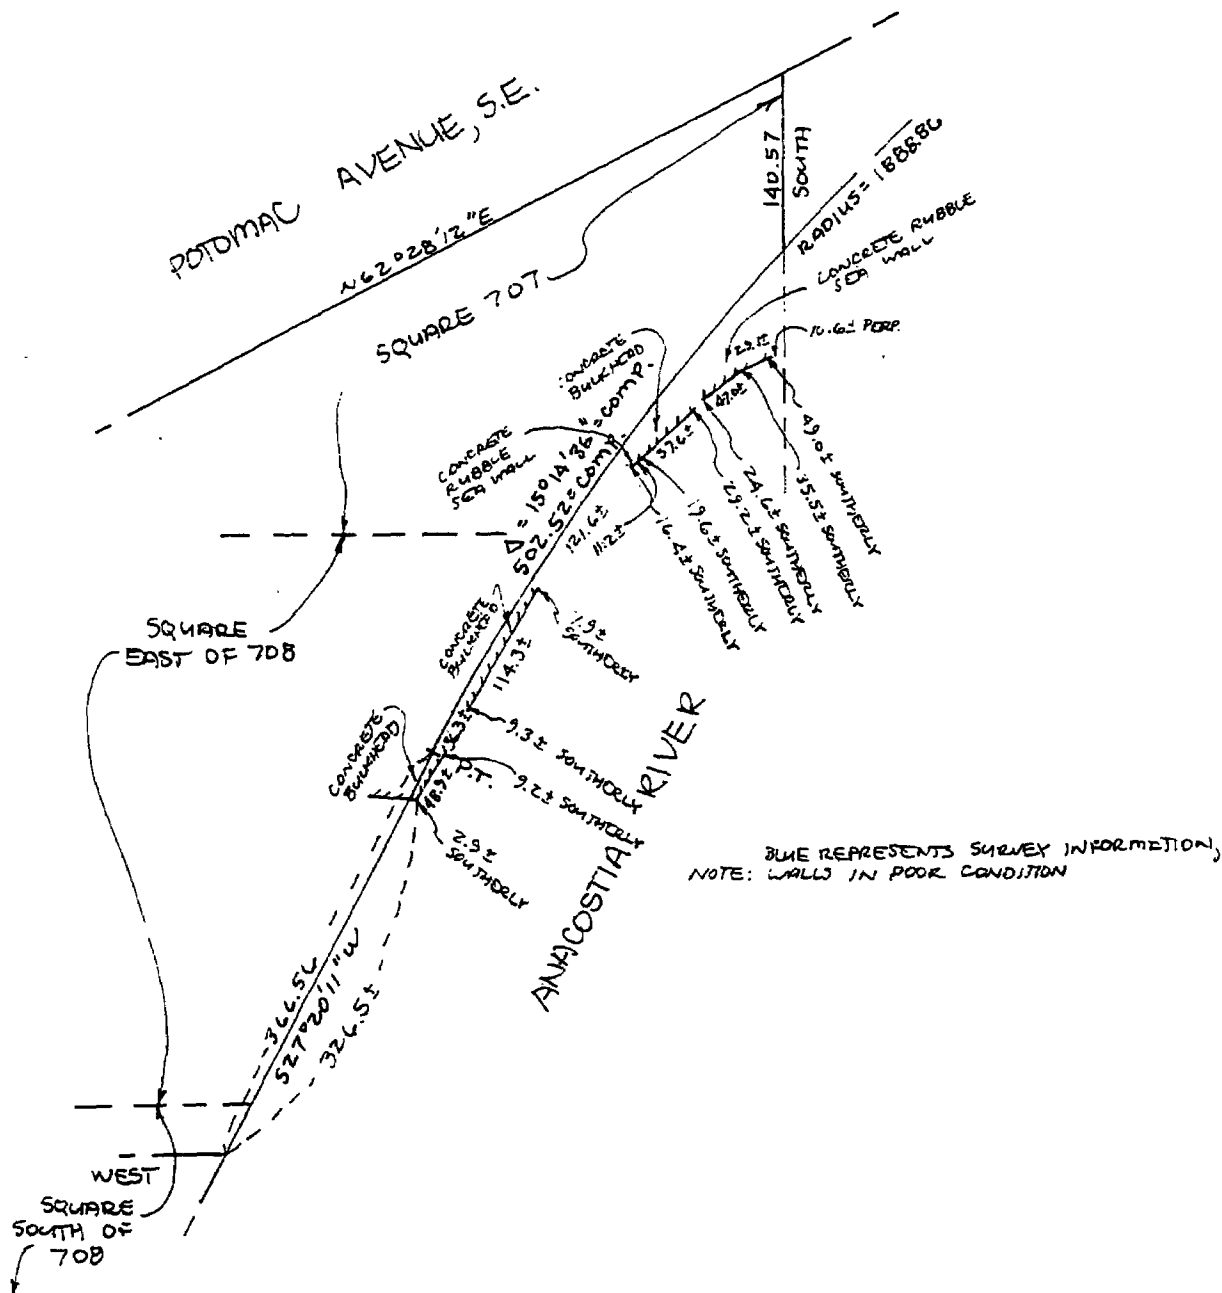 POTOMAC AVENUE, S.E.
N62°28'12"E
SQUARE 707
140.57
SOUTH
RADIUS = 1888.86
CONCRETE RUBBLE
SEA WALL
10.6± PERP.
CONCRETE
BULKHEAD
47.0±
37.6±
CONCRETE
RUBBLE
SEA WALL
Δ = 15°14'36" = COMP.
502.52 = COMP.
121.6±
11.2±
49.0± SOUTHERLY
35.5± SOUTHERLY
24.6± SOUTHERLY
29.2± SOUTHERLY
19.6± SOUTHERLY
16.4± SOUTHERLY
SQUARE
EAST OF 708
CONCRETE
BULKHEAD
114.3±
SOUTHERLY
CONCRETE
BULKHEAD
P.T.
9.3± SOUTHERLY
9.2± SOUTHERLY
2.9±
SOUTHERLY
ANACOSTIA RIVER
BLUE REPRESENTS SURVEY INFORMATION,
NOTE: WALLS IN POOR CONDITION
366.56
S27°20'11"W
326.5±
WEST
SQUARE
SOUTH OF
708